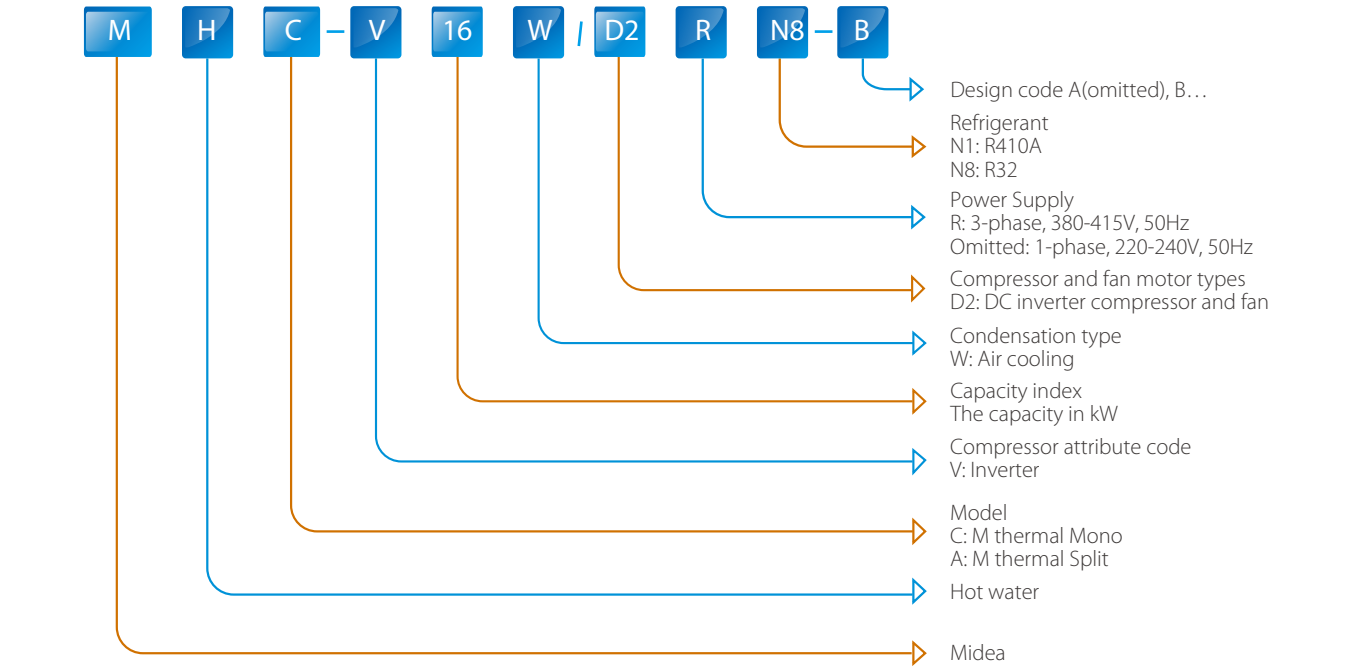 M H C – V 16 W / D2 R N8 – B
Design code A(omitted), B…
Refrigerant
N1: R410A
N8: R32
Power Supply
R: 3-phase, 380-415V, 50Hz
Omitted: 1-phase, 220-240V, 50Hz
Compressor and fan motor types
D2: DC inverter compressor and fan
Condensation type
W: Air cooling
Capacity index
The capacity in kW
Compressor attribute code
V: Inverter
Model
C: M thermal Mono
A: M thermal Split
Hot water
Midea